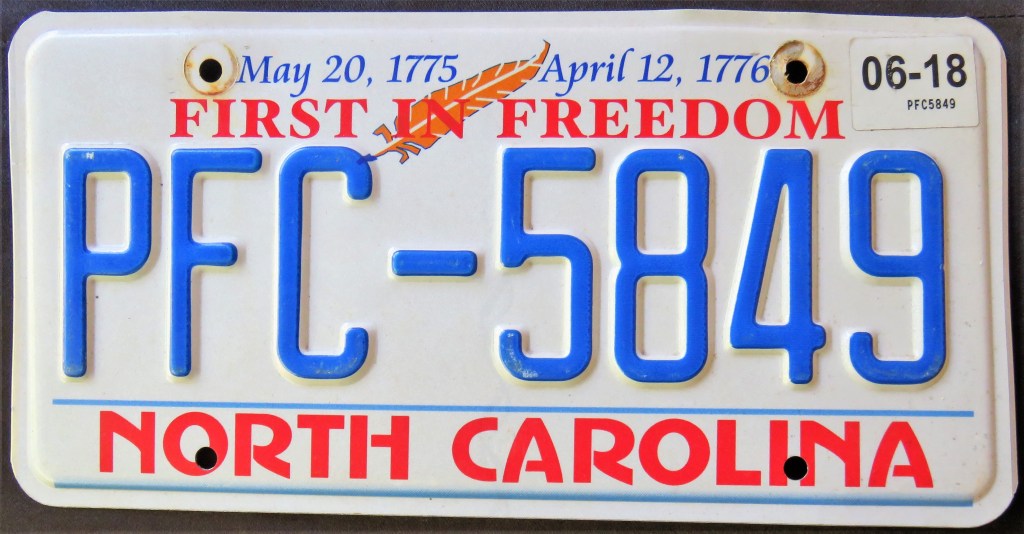 May 20, 1775 April 12, 1776
FIRST IN FREEDOM
06-18
PFC5849
PFC-5849
NORTH CAROLINA